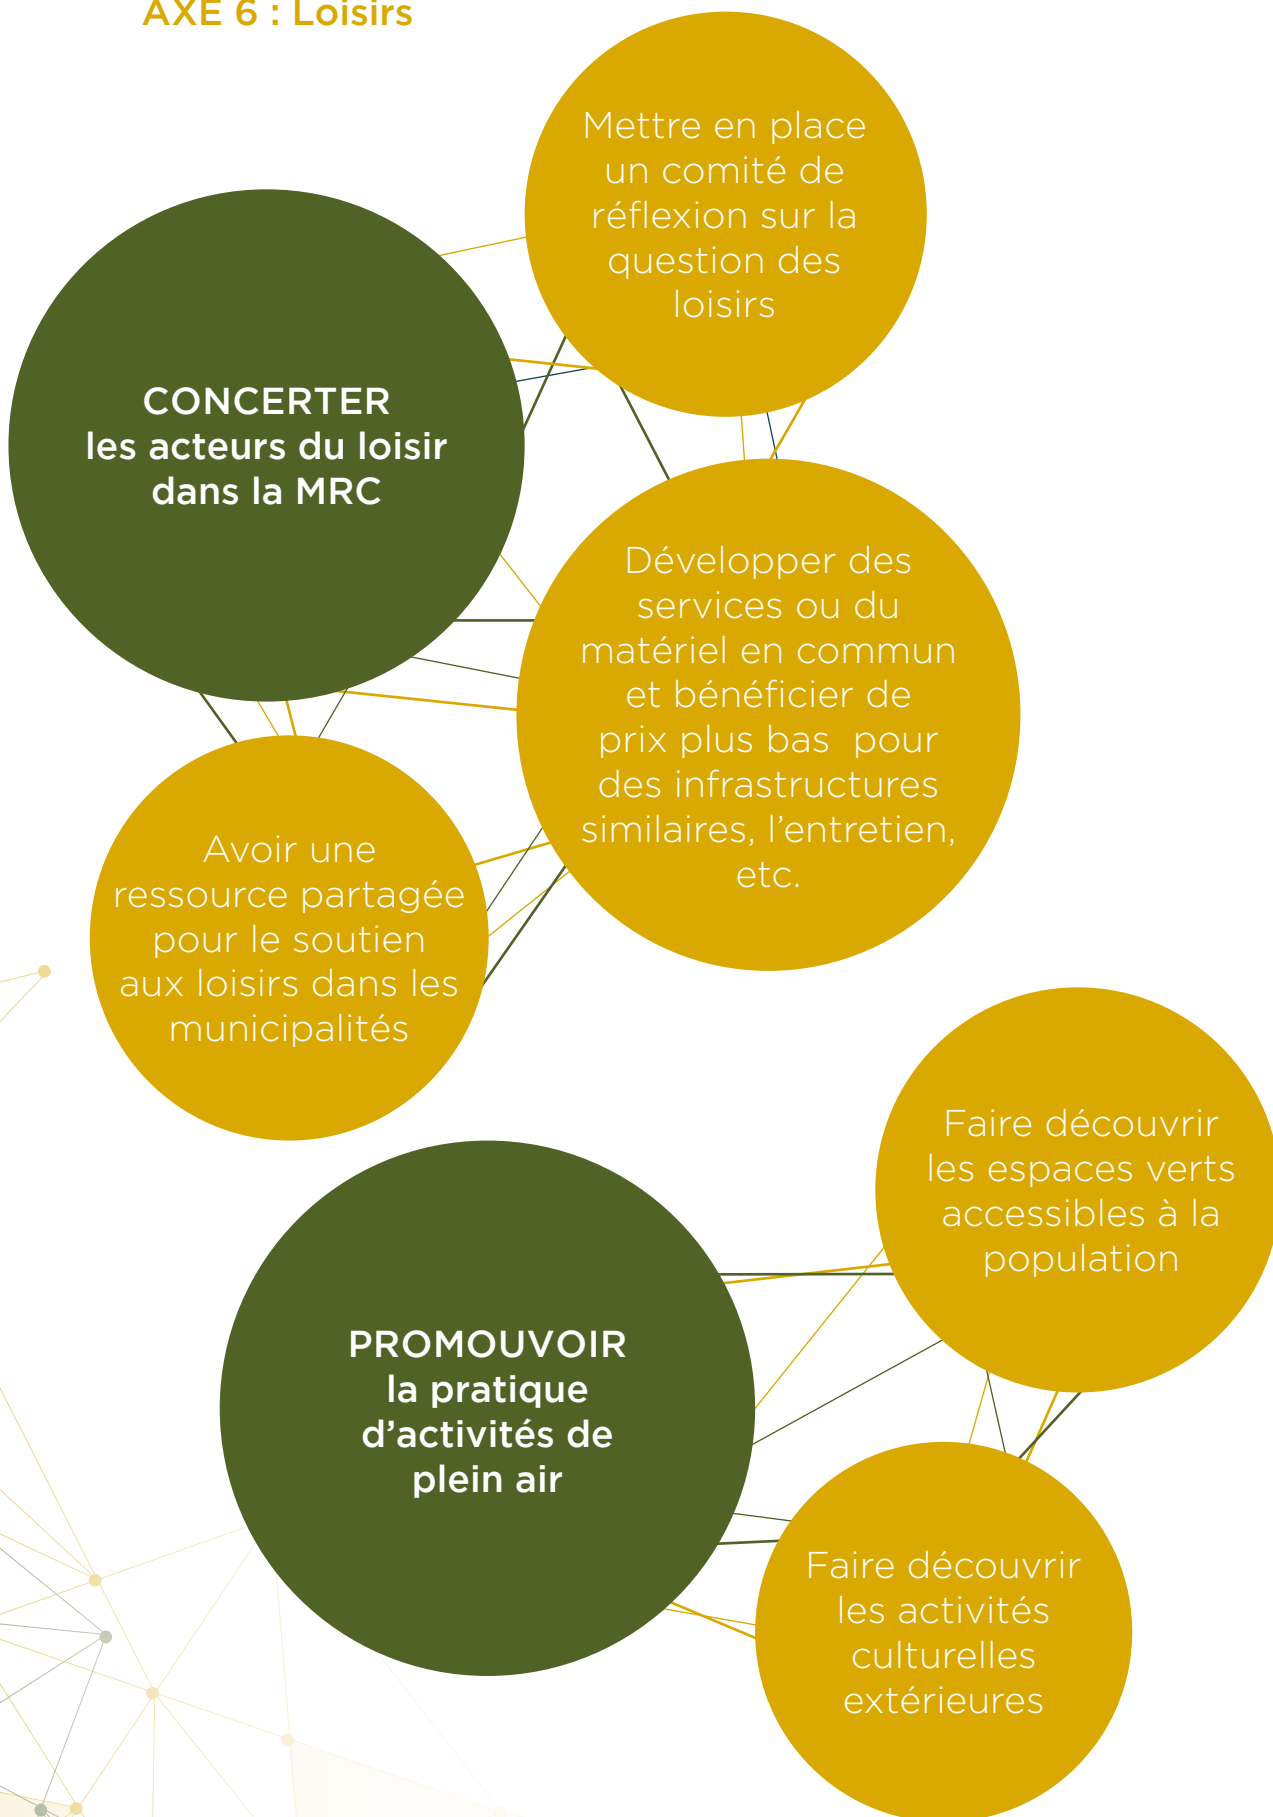 AXE 6 : Loisirs
Mettre en place
un comité de
réflexion sur la
question des
loisirs
CONCERTER
les acteurs du loisir
dans la MRC
Développer des
services ou du
matériel en commun
et bénéficier de
prix plus bas  pour
des infrastructures
similaires, l’entretien,
etc.
Avoir une
ressource partagée
pour le soutien
aux loisirs dans les
municipalités
Faire découvrir
les espaces verts
accessibles à la
population
PROMOUVOIR
la pratique
d’activités de
plein air
Faire découvrir
les activités
culturelles
extérieures